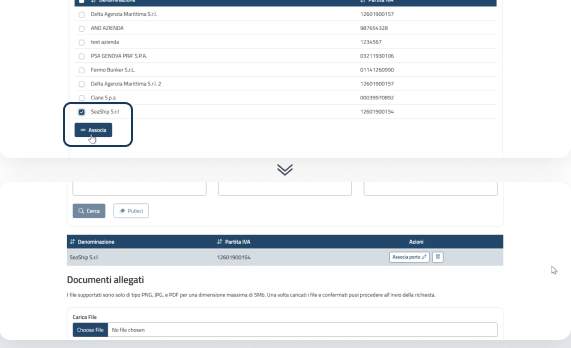 Denominazione Partita IVA
Delta Agenzia Marittima S.r.l. 12601900157
AND AZIENDA 987654328
test azienda 1234567
PSA GENOVA PRA' S.P.A. 03211930106
Fermo Bunker S.r.L. 01141260990
Delta Agenzia Marittima S.r.l. 2 12601900157
Ciane S.p.a 00039970892
SeaShip S.r.l 12601900154
Associa
Cerca Pulisci
Denominazione Partita IVA Azioni
SeaShip S.r.l 12601900154 Associa porto
Documenti allegati
I file supportati sono solo di tipo PNG, JPG, e PDF per una dimensione massima di 5Mb. Una volta caricati i file e confermati puoi procedere all'invio della richiesta.
Carica File
Choose File No file chosen